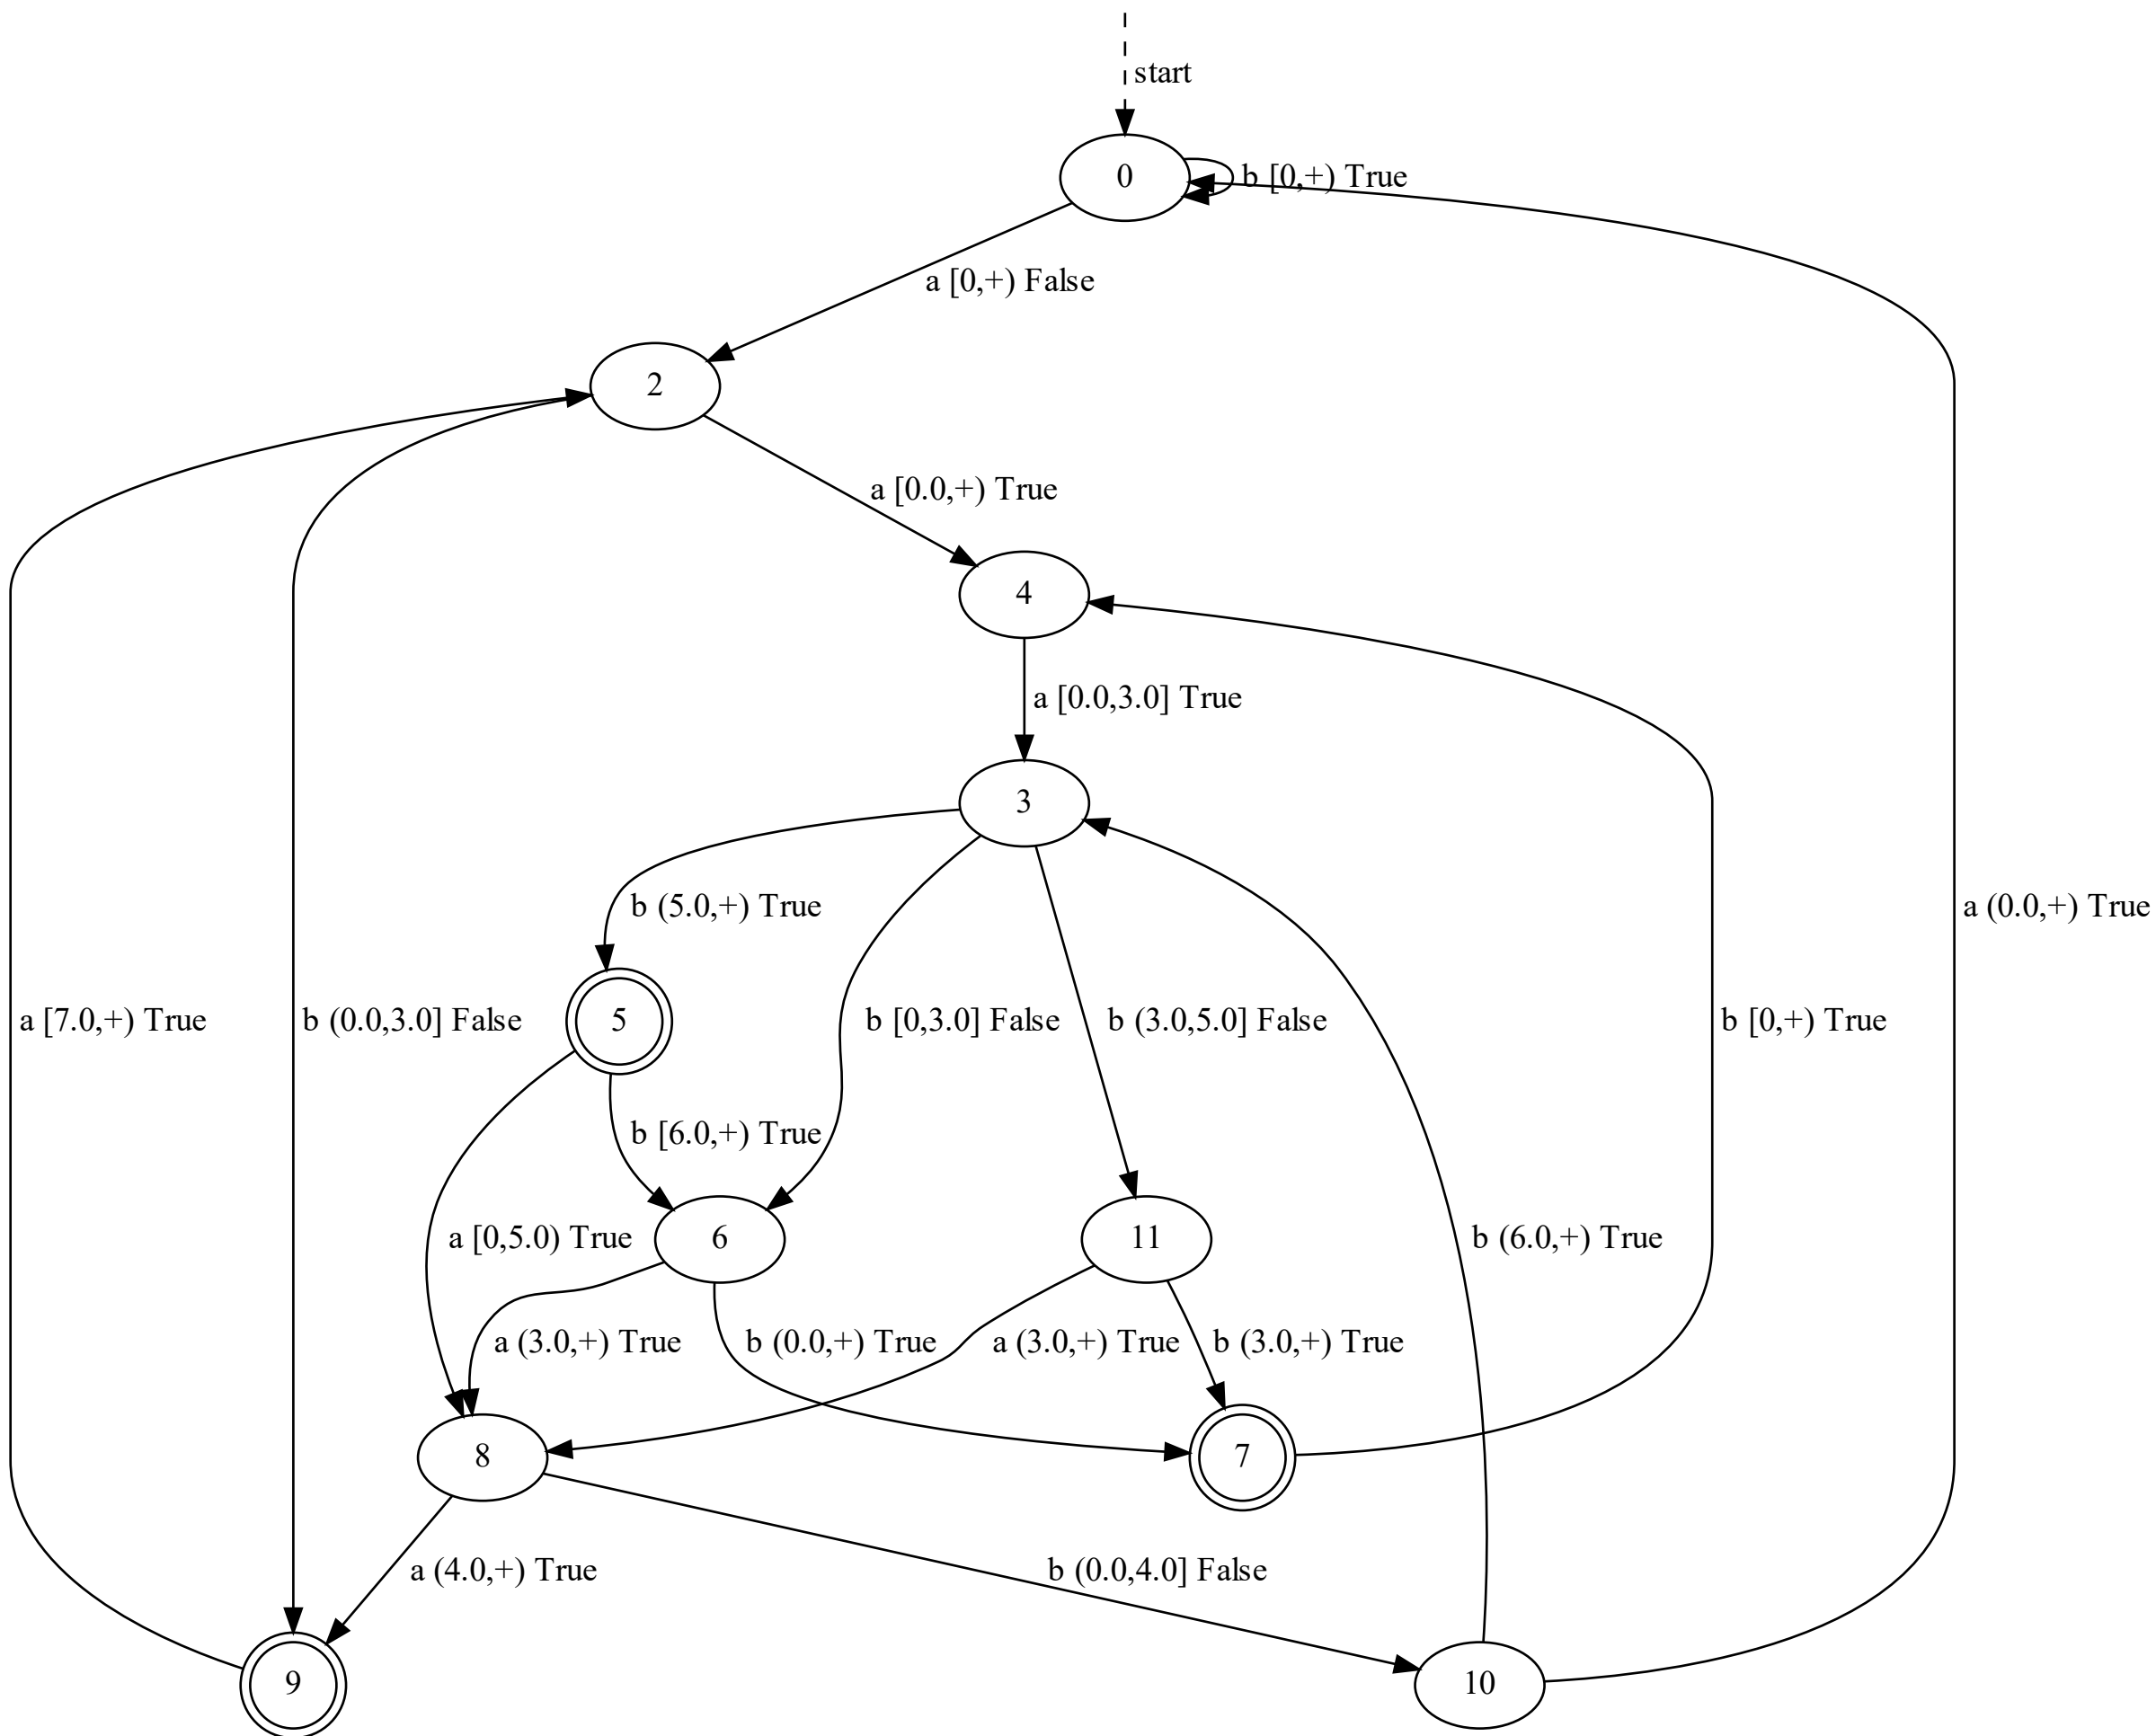 start
0
b [0,+) True
a [0,+) False
2
a [0.0,+) True
4
a [0.0,3.0] True
3
b (5.0,+) True
a (0.0,+) True
a [7.0,+) True
b (0.0,3.0] False
5
b [0,3.0] False
b (3.0,5.0] False
b [0,+) True
b [6.0,+) True
a [0,5.0) True
6
11
b (6.0,+) True
a (3.0,+) True
b (0.0,+) True
a (3.0,+) True
b (3.0,+) True
8
7
a (4.0,+) True
b (0.0,4.0] False
9
10